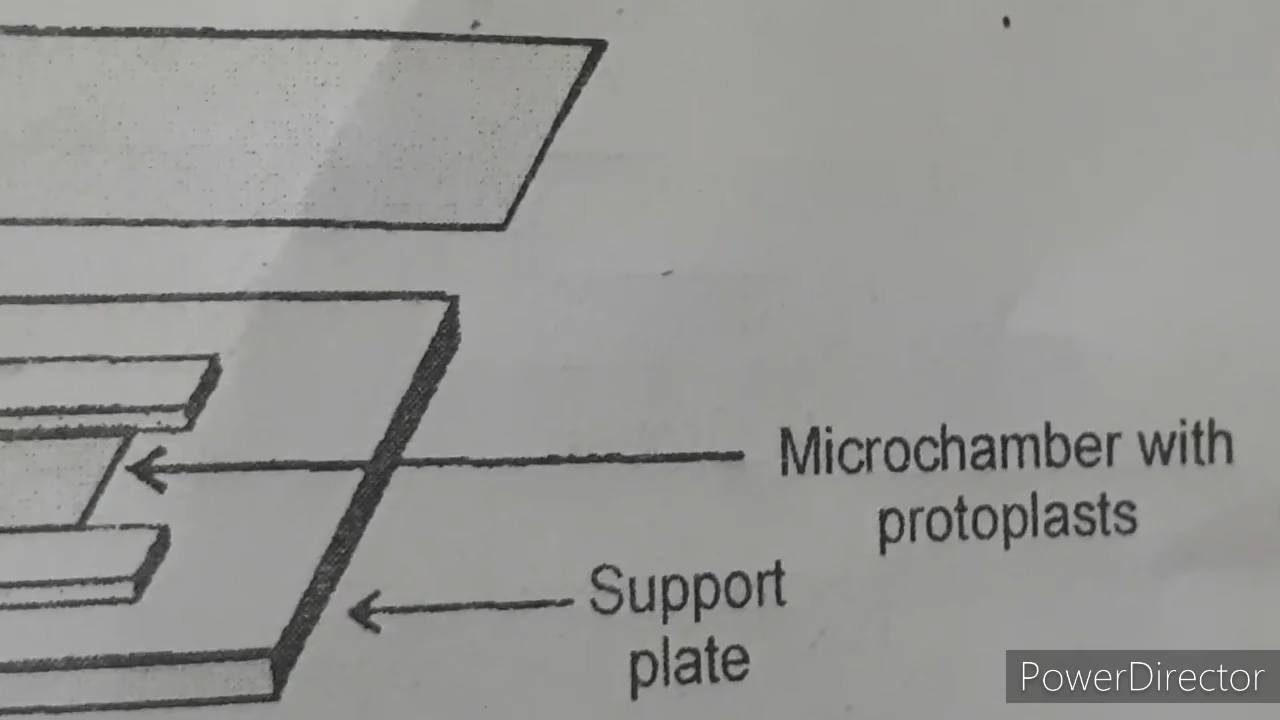 Microchamber with
protoplasts
Support
plate
PowerDirector